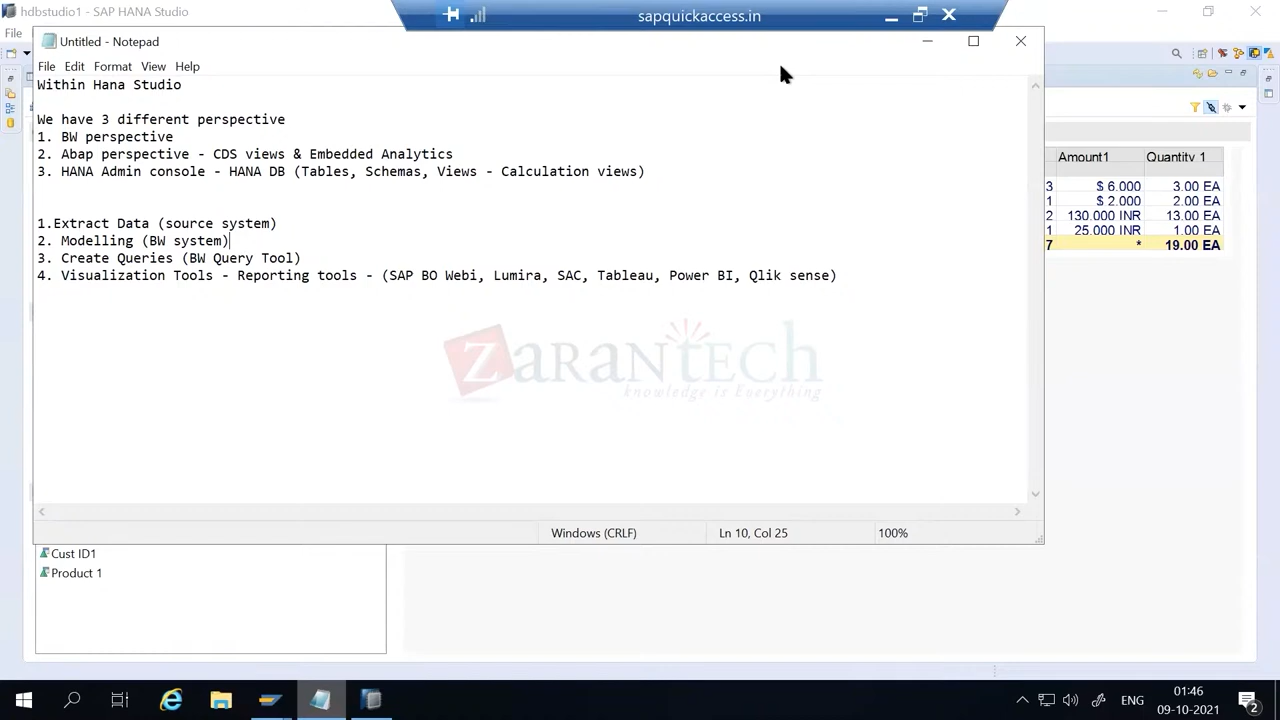 hdbstudio1 - SAP HANA Studio
sapquickaccess.in
File
Untitled - Notepad
File Edit Format View Help
Within Hana Studio
We have 3 different perspective
1. BW perspective
2. Abap perspective - CDS views & Embedded Analytics
3. HANA Admin console - HANA DB (Tables, Schemas, Views - Calculation views)
1.Extract Data (source system)
2. Modelling (BW system)
3. Create Queries (BW Query Tool)
4. Visualization Tools - Reporting tools - (SAP BO Webi, Lumira, SAC, Tableau, Power BI, Qlik sense)
ZARANTECH
knowledge is Everything
Windows (CRLF) Ln 10, Col 25 100%
Amount1 Quantity 1
3 $ 6.000 3.00 EA
1 $ 2.000 2.00 EA
2 130.000 INR 13.00 EA
1 25.000 INR 1.00 EA
7 * 19.00 EA
Cust ID1
Product 1
ENG
01:46
09-10-2021
2